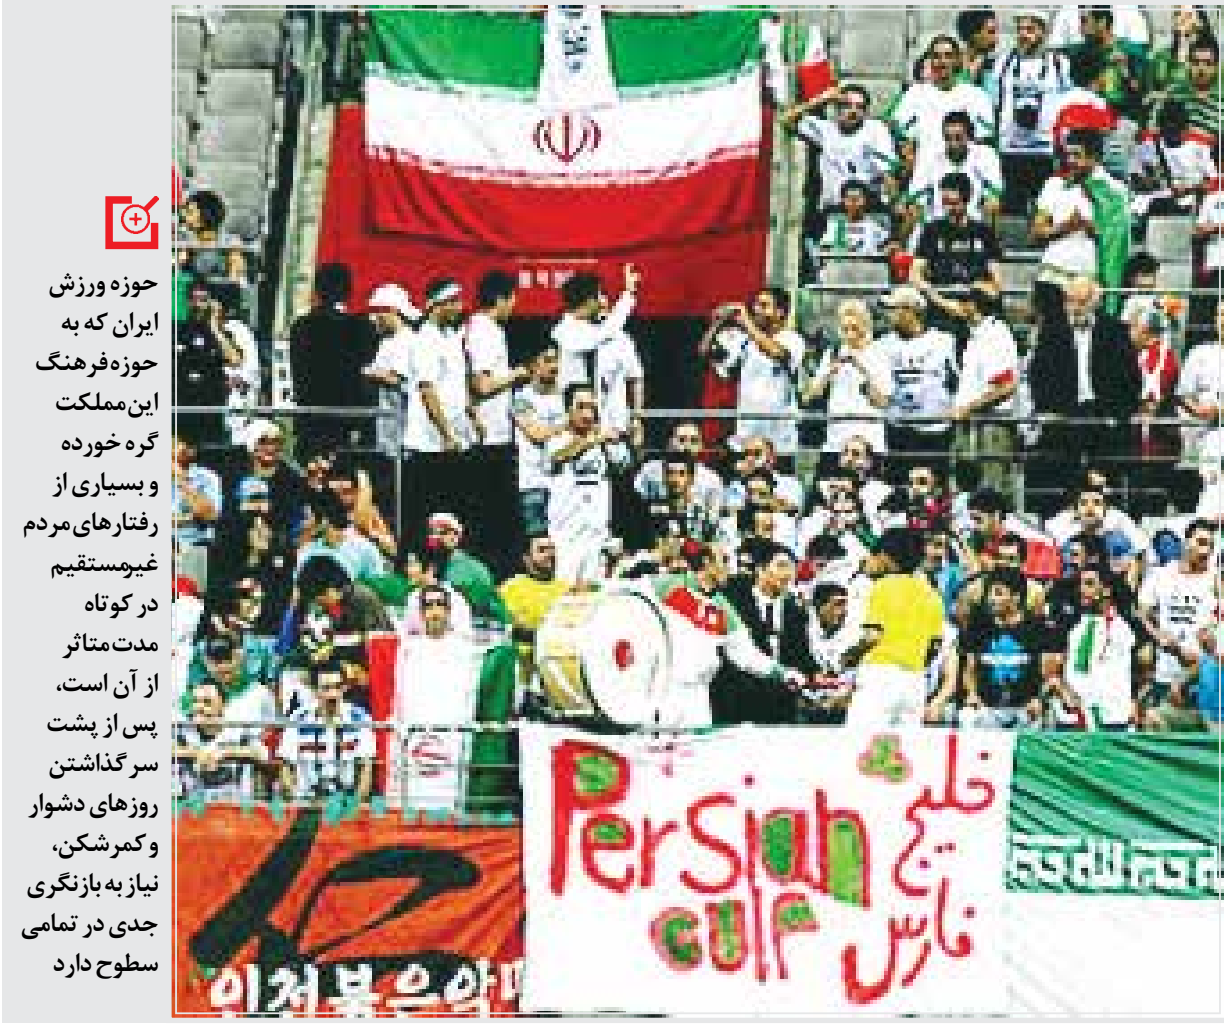 حوزه ورزش
ایران که به
حوزه فرهنگ
این مملکت
گره خورده
و بسیاری از
رفتارهای مردم
غیرمستقیم
در کوتاه
مدت متاثر
از آن است،
پس از پشت
سر گذاشتن
روزهای دشوار
و کمرشکن،
نیاز به بازنگری
جدی در تمامی
سطوح دارد
خلیج
فارس
Persian
Gulf